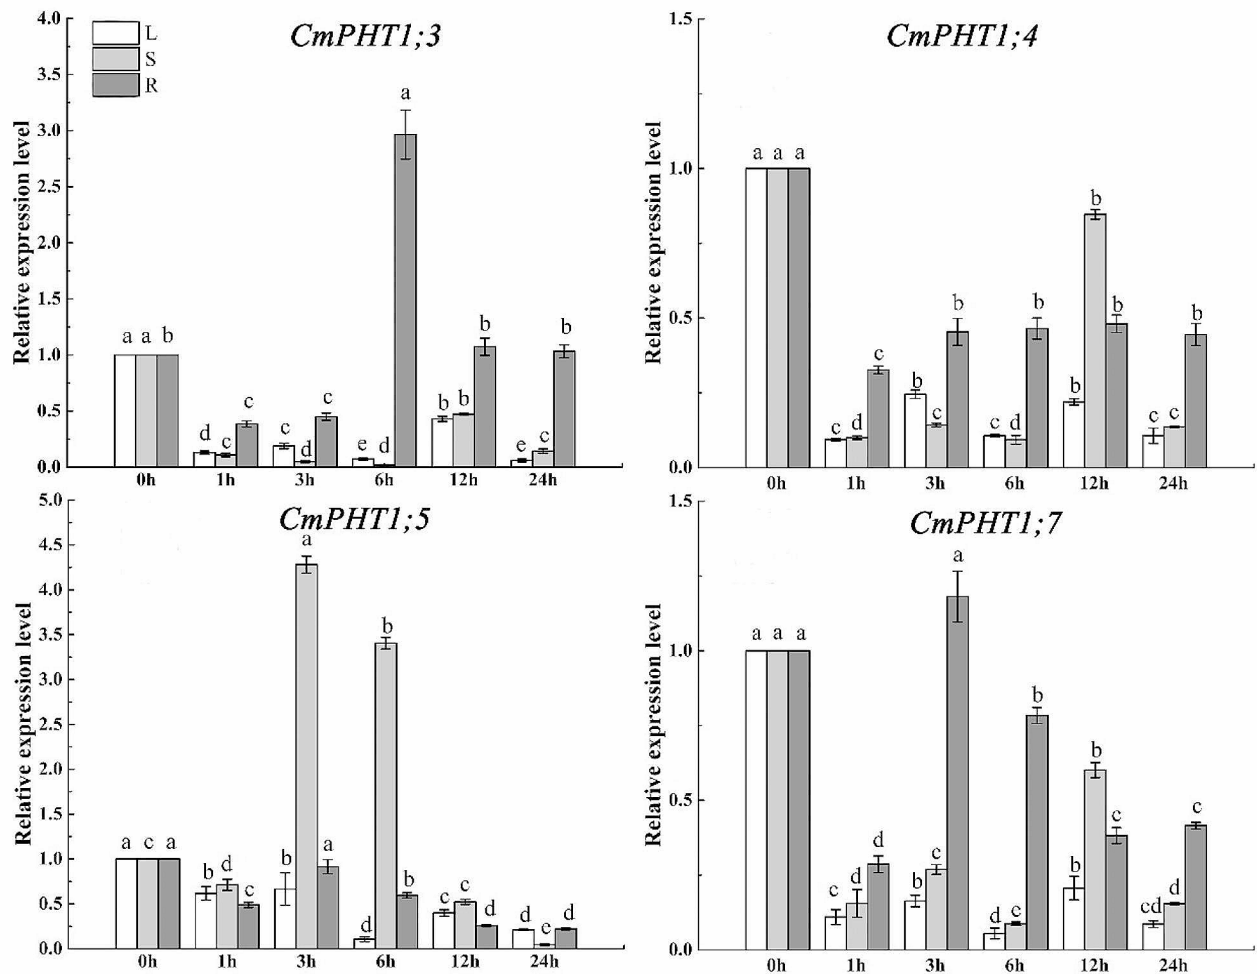 CmPHT1;3
L
S
R
Relative expression level
4.0
3.5
3.0
2.5
2.0
1.5
1.0
0.5
0.0
a a b
d c c
c d c
e d a
b b b
e c b
0h 1h 3h 6h 12h 24h
CmPHT1;4
Relative expression level
1.5
1.0
0.5
0.0
a a a
c d c
b c b
c d b
b b b
c c b
0h 1h 3h 6h 12h 24h
CmPHT1;5
Relative expression level
5.0
4.5
4.0
3.5
3.0
2.5
2.0
1.5
1.0
0.5
0.0
a c a
b d c
b a a
d b b
c c d
d e d
0h 1h 3h 6h 12h 24h
CmPHT1;7
Relative expression level
1.5
1.0
0.5
0.0
a a a
c d d
b c a
d e b
b b c
cd d c
0h 1h 3h 6h 12h 24h